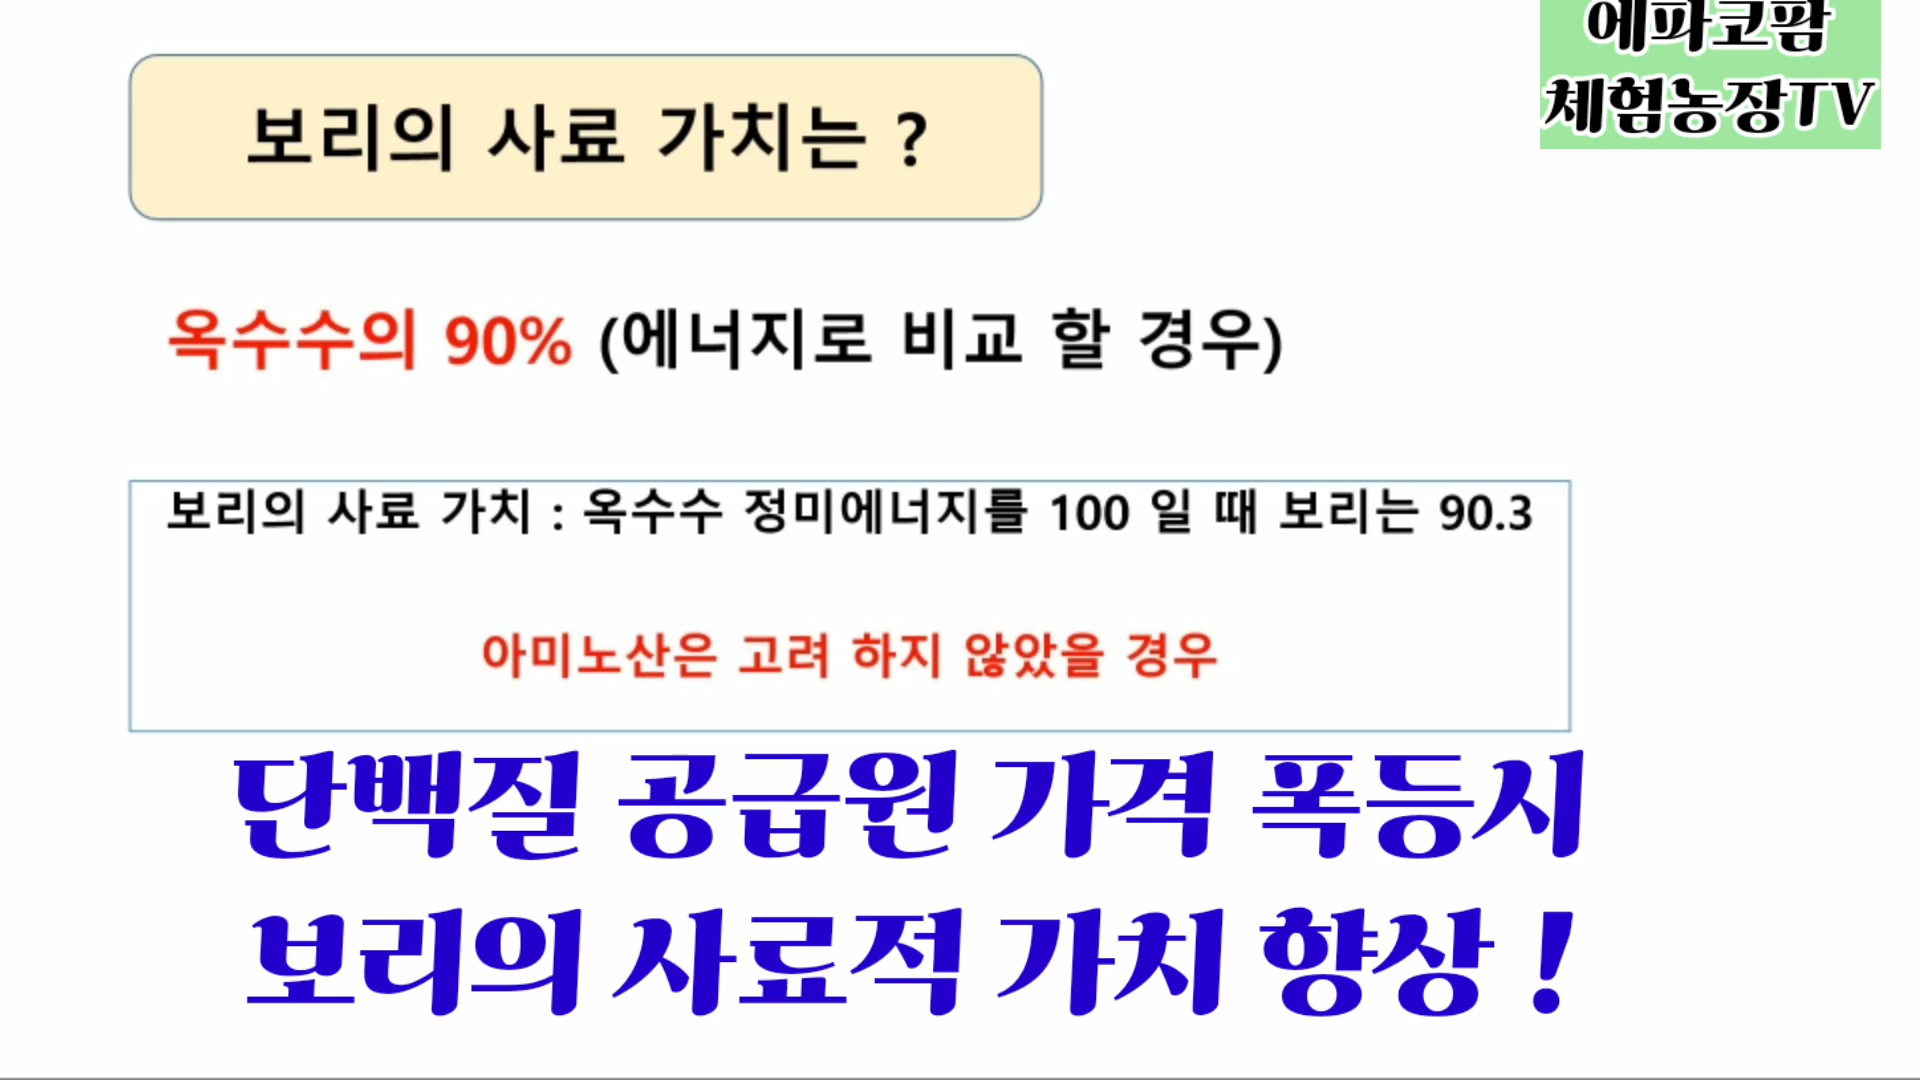 에파코팜
체험농장TV
보리의 사료 가치는 ?
옥수수의 90% (에너지로 비교 할 경우)
보리의 사료 가치 : 옥수수 정미에너지를 100 일 때 보리는 90.3
아미노산은 고려 하지 않았을 경우
단백질 공급원 가격 폭등시
보리의 사료적 가치 향상 !